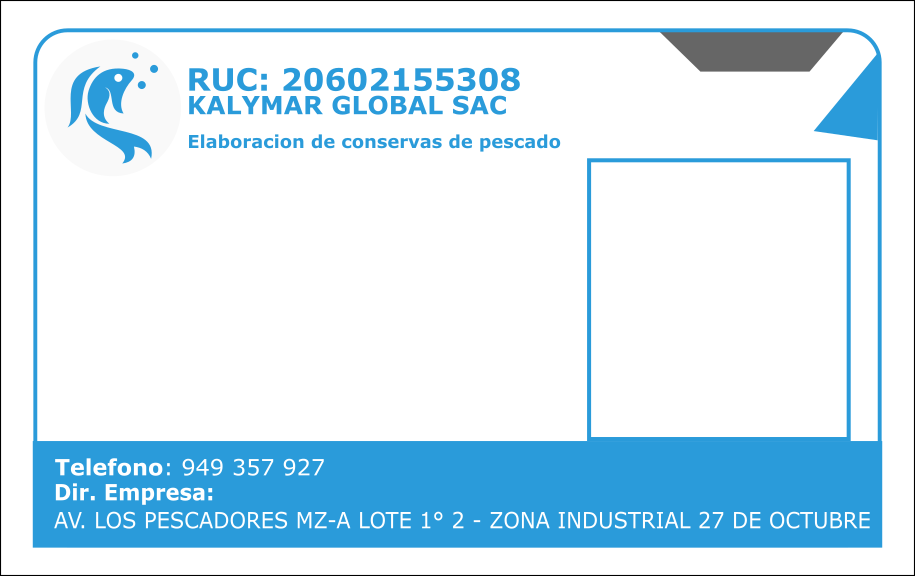 RUC: 20602155308
KALYMAR GLOBAL SAC
Elaboracion de conservas de pescado
Telefono: 949 357 927
Dir. Empresa:
AV. LOS PESCADORES MZ-A LOTE 1° 2 - ZONA INDUSTRIAL 27 DE OCTUBRE